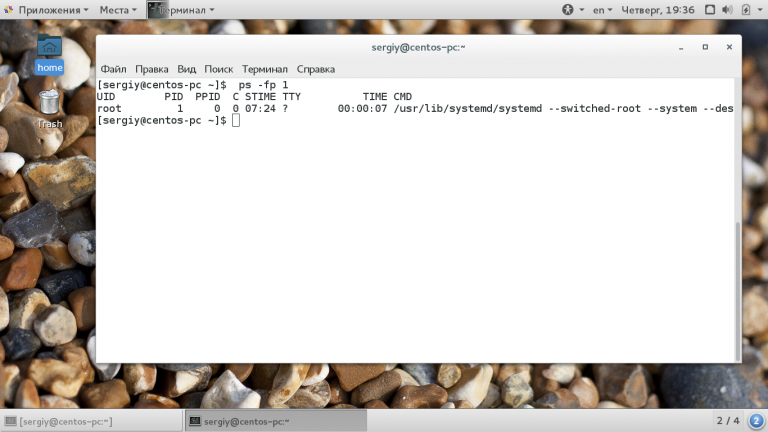 Приложения Места Терминал en Четверг, 19:36
home
Trash
sergiy@centos-pc:~
Файл Правка Вид Поиск Терминал Справка
[sergiy@centos-pc ~]$  ps -fp 1
UID        PID  PPID  C STIME TTY          TIME CMD
root         1     0  0 07:24 ?        00:00:07 /usr/lib/systemd/systemd --switched-root --system --des
[sergiy@centos-pc ~]$
[sergiy@centos-pc:~] sergiy@centos-pc:~ 2 / 4 2